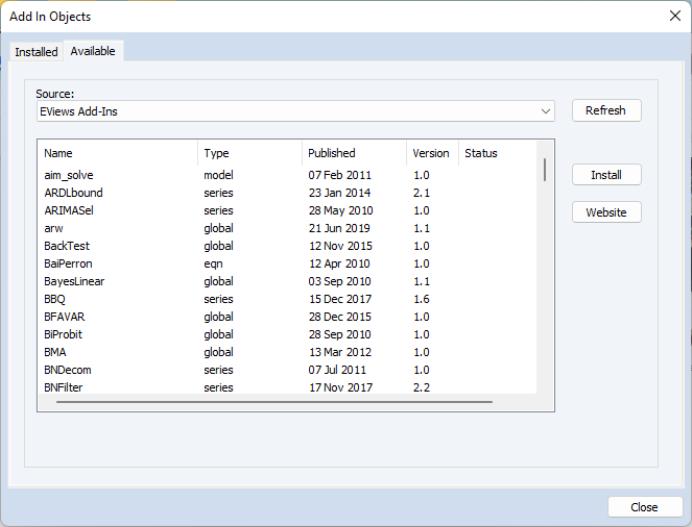 Add In Objects
Installed Available
Source:
EViews Add-Ins
Refresh
Name Type Published Version Status
aim_solve model 07 Feb 2011 1.0
ARDLbound series 23 Jan 2014 2.1
ARIMASel series 28 May 2010 1.0
arw global 21 Jun 2019 1.1
BackTest global 12 Nov 2015 1.0
BaiPerron eqn 12 Apr 2010 1.0
BayesLinear global 03 Sep 2010 1.1
BBQ series 15 Dec 2017 1.6
BFAVAR global 28 Dec 2015 1.0
BiProbit global 28 Sep 2010 1.0
BMA global 13 Mar 2012 1.0
BNDecom series 07 Jul 2011 1.0
BNFilter series 17 Nov 2017 2.2
Install
Website
Close